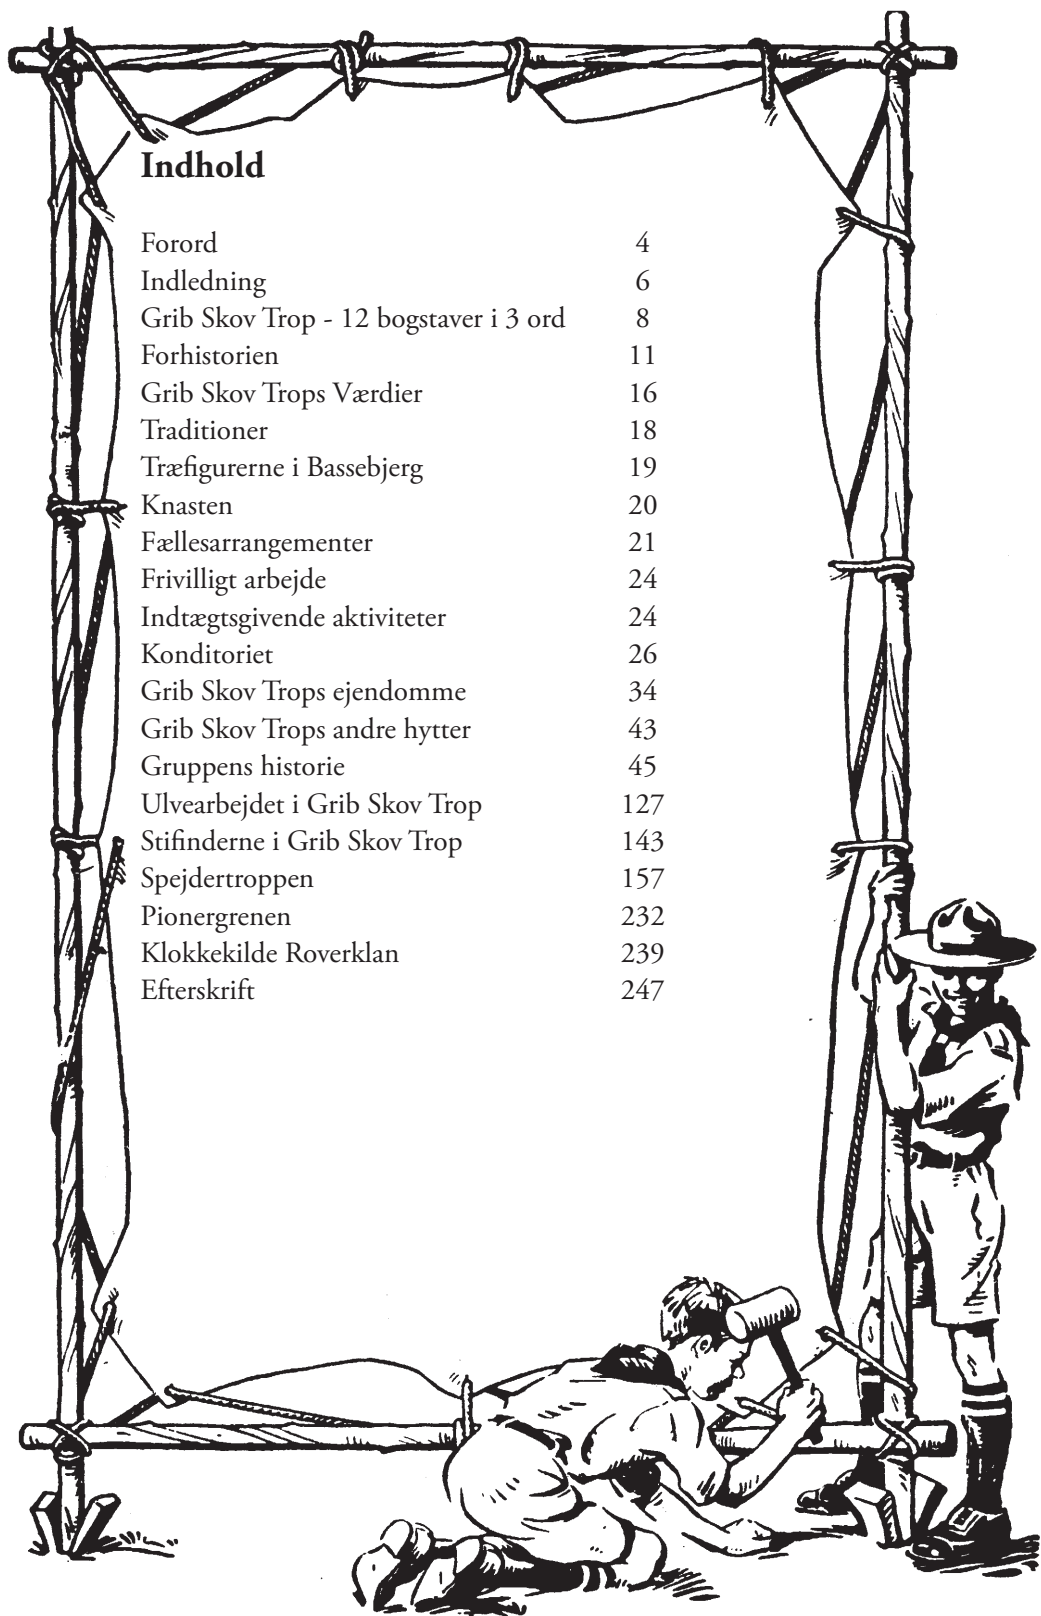 Indhold
Forord 4
Indledning 6
Grib Skov Trop - 12 bogstaver i 3 ord 8
Forhistorien 11
Grib Skov Trops Værdier 16
Traditioner 18
Træfigurerne i Bassebjerg 19
Knasten 20
Fællesarrangementer 21
Frivilligt arbejde 24
Indtægtsgivende aktiviteter 24
Konditoriet 26
Grib Skov Trops ejendomme 34
Grib Skov Trops andre hytter 43
Gruppens historie 45
Ulvearbejdet i Grib Skov Trop 127
Stifinderne i Grib Skov Trop 143
Spejdertroppen 157
Pionergrenen 232
Klokkekilde Roverklan 239
Efterskrift 247